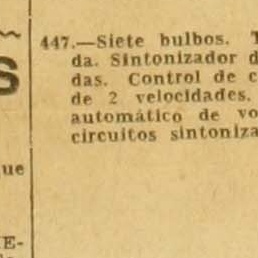 447.—Siete bulbos. T
da. Sintonizador d
das. Control de c
de 2 velocidades.
automático de vo
circuitos sintoniza
S
ue
E-